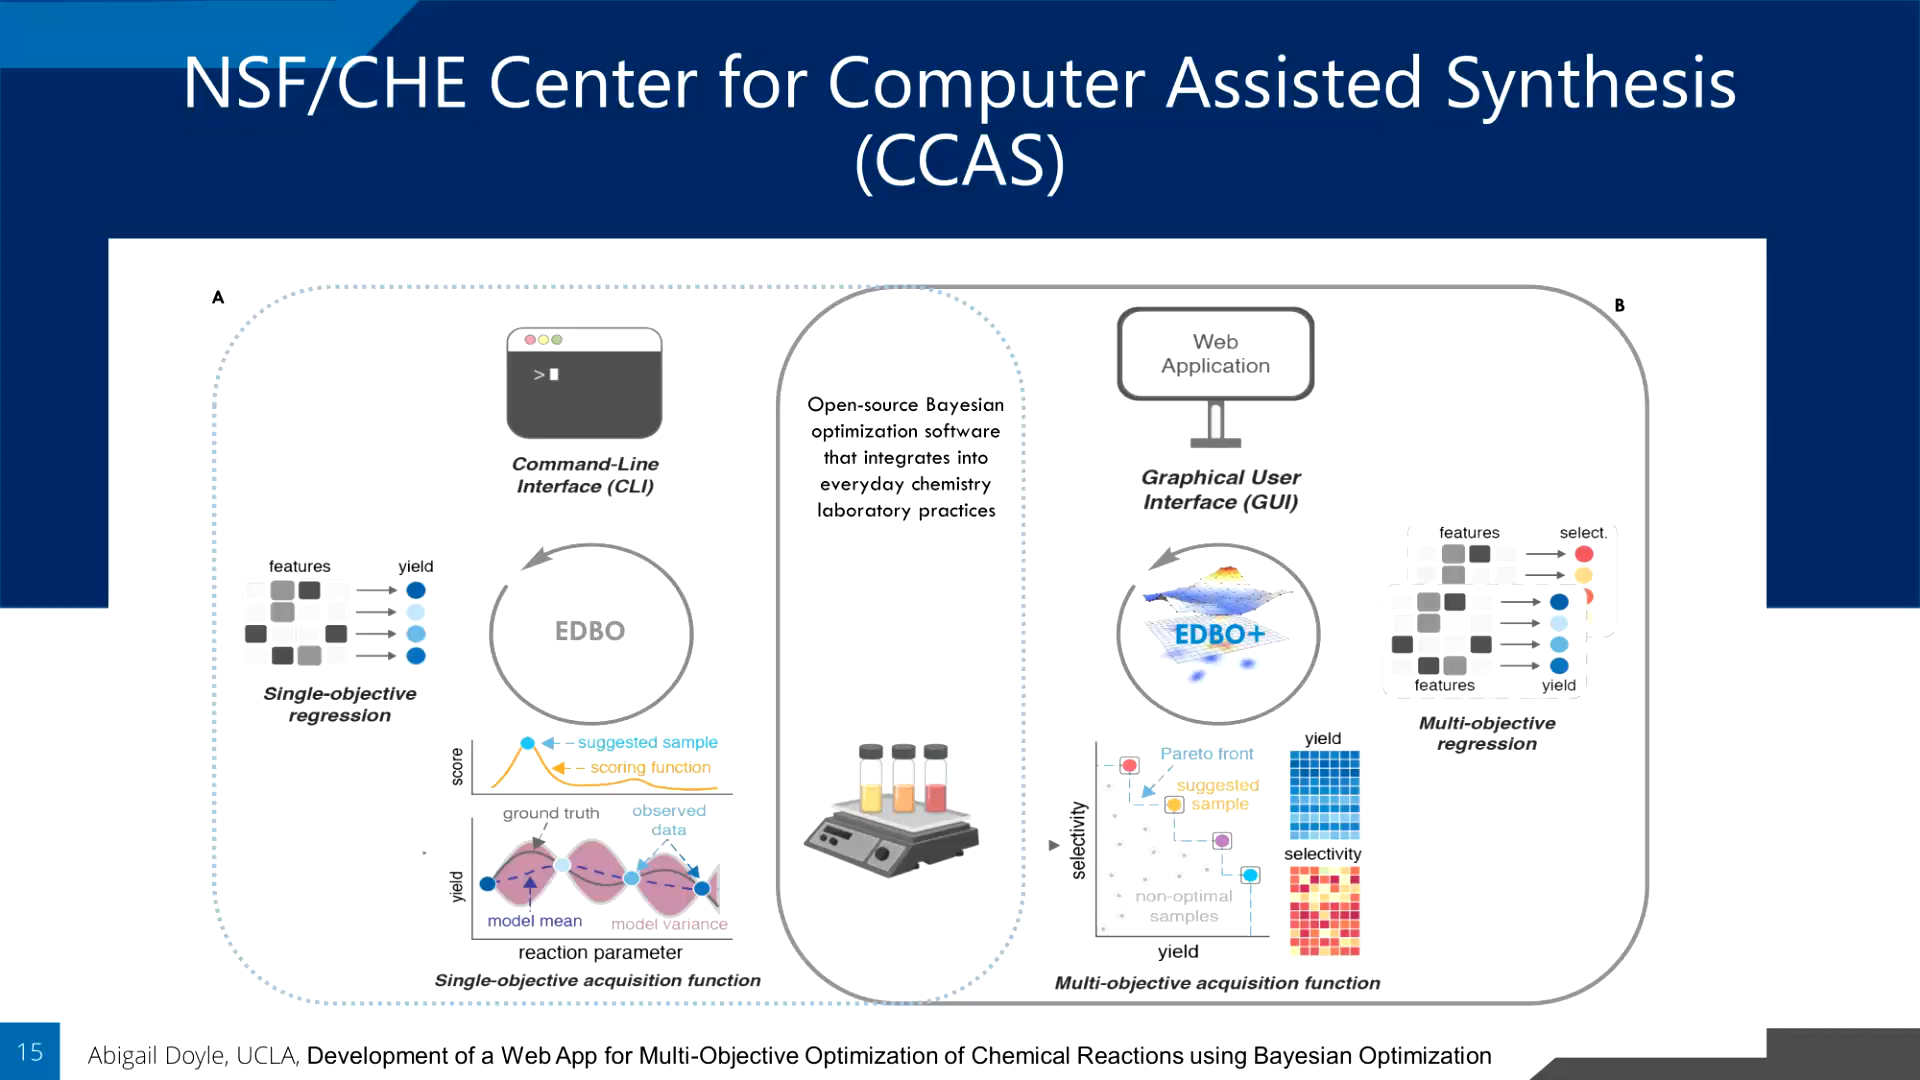 NSF/CHE Center for Computer Assisted Synthesis
(CCAS)
A
>
Command-Line
Interface (CLI)
features yield
Single-objective
regression
EDBO
score
suggested sample
scoring function
ground truth
observed
data
yield
model mean
model variance
reaction parameter
Single-objective acquisition function
Open-source Bayesian
optimization software
that integrates into
everyday chemistry
laboratory practices
B
Web
Application
Graphical User
Interface (GUI)
EDBO+
features select.
features yield
Multi-objective
regression
selectivity
Pareto front
suggested
sample
non-optimal
samples
yield
yield
selectivity
Multi-objective acquisition function
15
Abigail Doyle, UCLA, Development of a Web App for Multi-Objective Optimization of Chemical Reactions using Bayesian Optimization